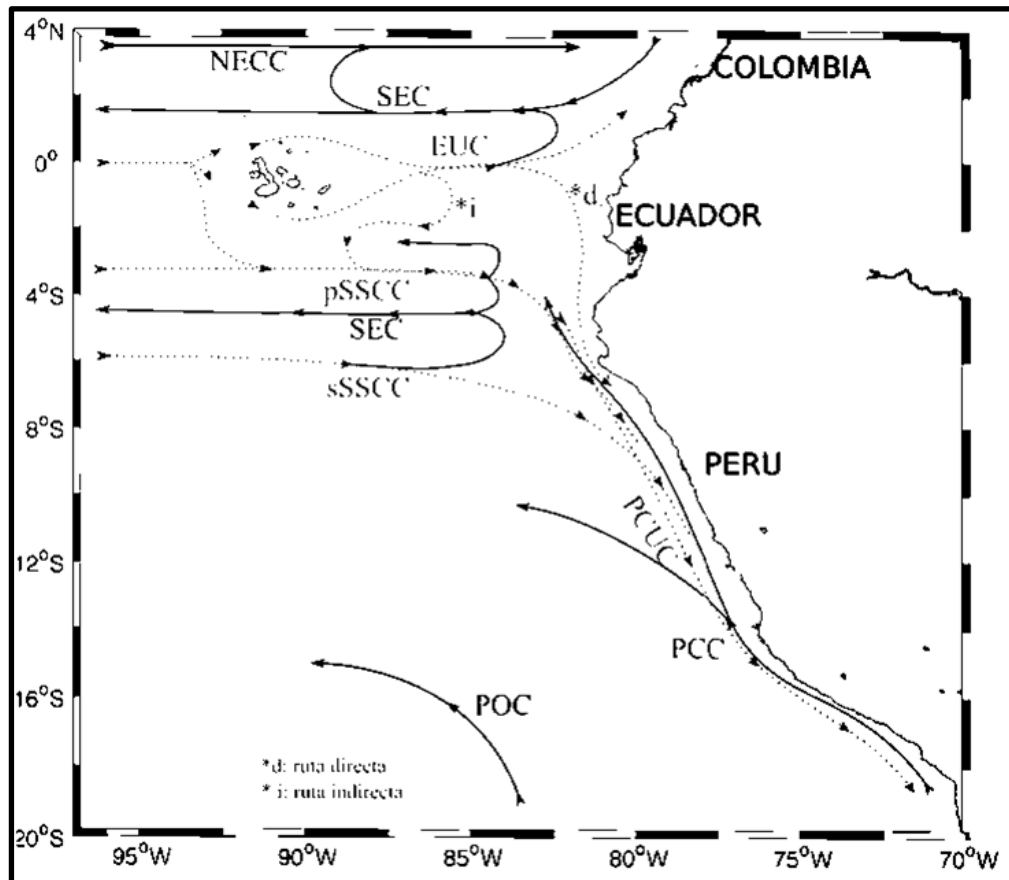 4°N
NECC
COLOMBIA
SEC
0°
EUC
*d
*i
ECUADOR
4°S
pSSCC
SEC
sSSCC
8°S
PERU
PCUC
12°S
PCC
16°S
POC
*d: ruta directa
* i: ruta indirecta
20°S
95°W 90°W 85°W 80°W 75°W 70°W